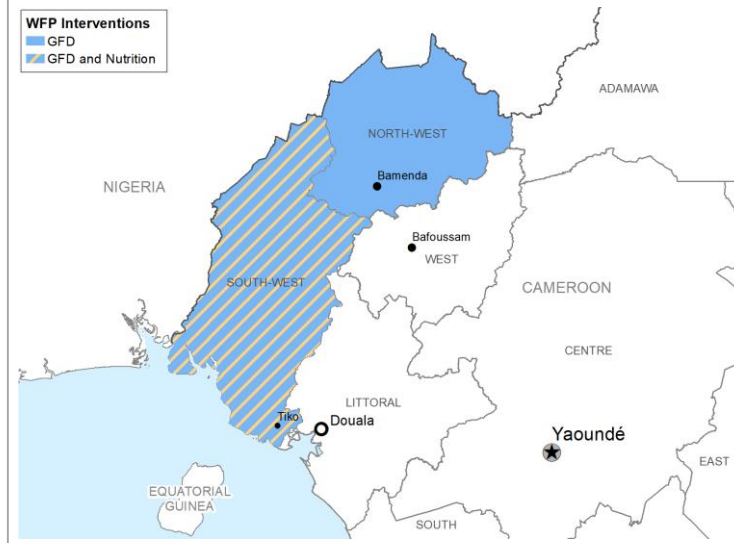 WFP Interventions
GFD
GFD and Nutrition
ADAMAWA
NORTH-WEST
NIGERIA
Bamenda
Bafoussam
WEST
SOUTH-WEST
CAMEROON
CENTRE
LITTORAL
Tiko
Douala
Yaoundé
EAST
EQUATORIAL
GUINEA
SOUTH